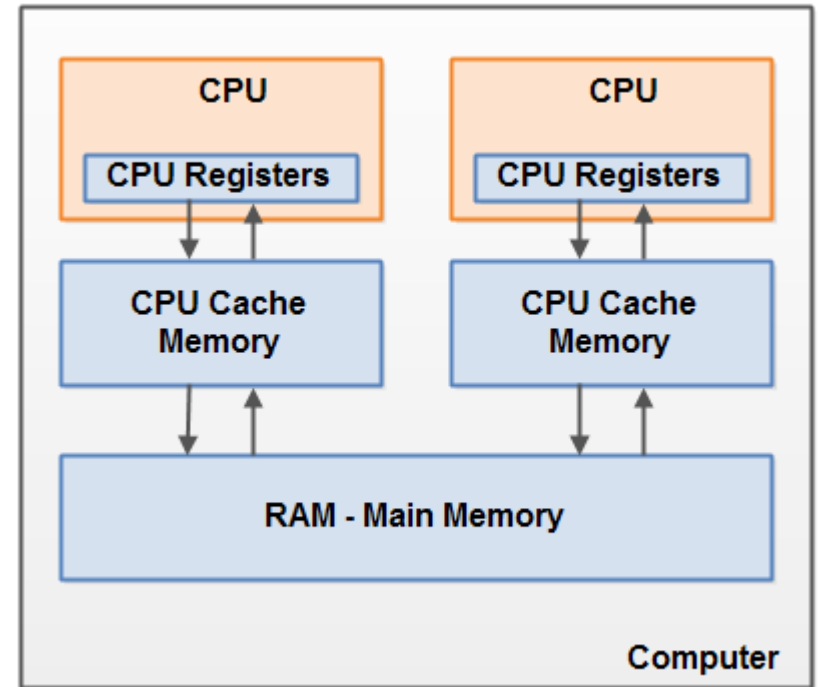 CPU
CPU
CPU Registers
CPU Registers
CPU Cache
Memory
CPU Cache
Memory
RAM - Main Memory
Computer